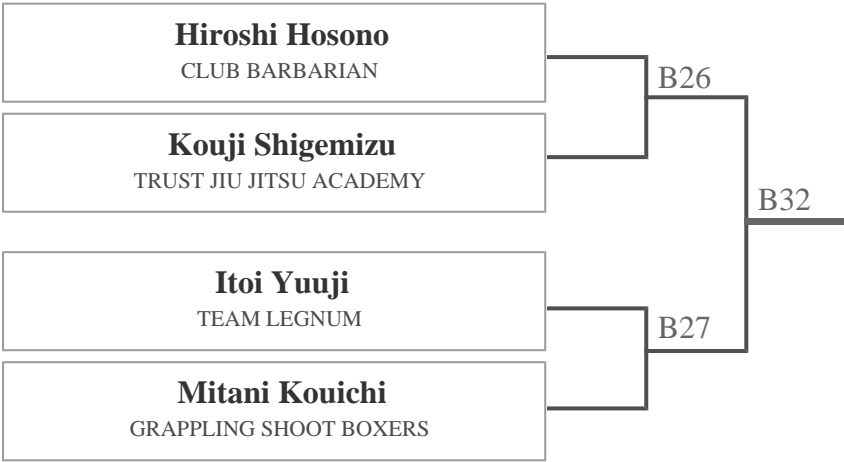 Hiroshi Hosono
CLUB BARBARIAN
B26
Kouji Shigemizu
TRUST JIU JITSU ACADEMY
B32
Itoi Yuuji
TEAM LEGNUM
B27
Mitani Kouichi
GRAPPLING SHOOT BOXERS